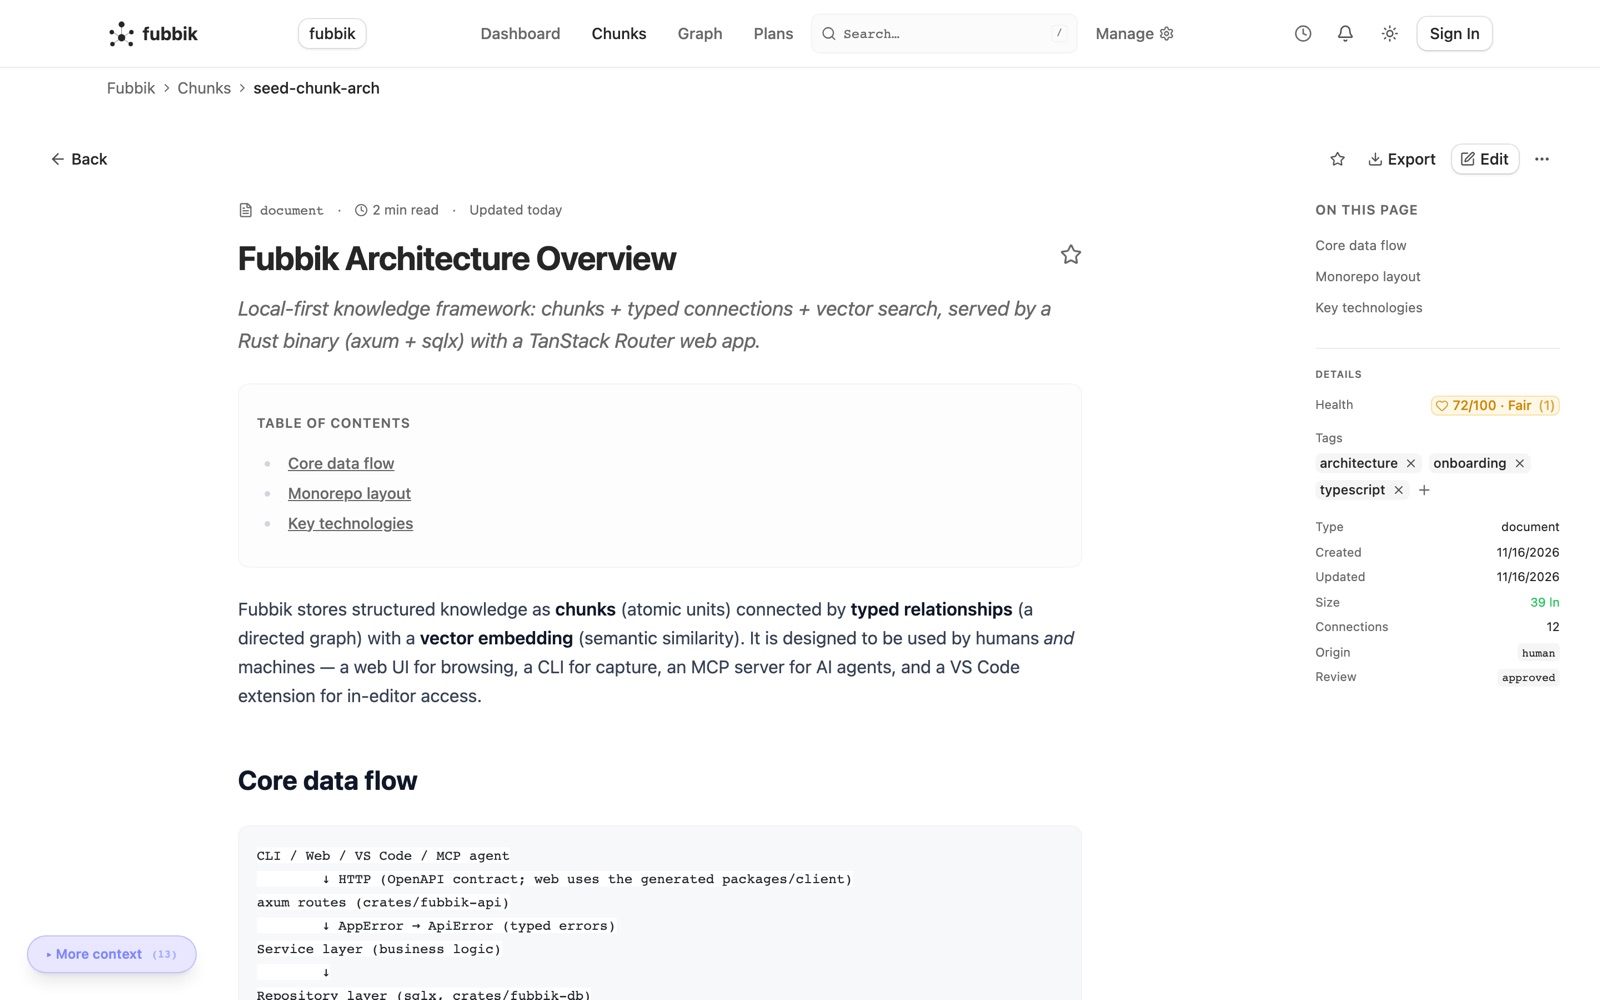 fubbik
fubbik
Dashboard
Chunks
Graph
Plans
Search…
/
Manage
Sign In
Fubbik > Chunks > seed-chunk-arch
← Back
Export
Edit
document · 2 min read · Updated today
Fubbik Architecture Overview
Local-first knowledge framework: chunks + typed connections + vector search, served by a
Rust binary (axum + sqlx) with a TanStack Router web app.
TABLE OF CONTENTS
Core data flow
Monorepo layout
Key technologies
Fubbik stores structured knowledge as chunks (atomic units) connected by typed relationships (a
directed graph) with a vector embedding (semantic similarity). It is designed to be used by humans and
machines — a web UI for browsing, a CLI for capture, an MCP server for AI agents, and a VS Code
extension for in-editor access.
Core data flow
CLI / Web / VS Code / MCP agent
↓ HTTP (OpenAPI contract; web uses the generated packages/client)
axum routes (crates/fubbik-api)
↓ AppError → ApiError (typed errors)
Service layer (business logic)
↓
Repository layer (sqlx, crates/fubbik-db)
ON THIS PAGE
Core data flow
Monorepo layout
Key technologies
DETAILS
Health 72/100 · Fair (1)
Tags
architecture × onboarding ×
typescript × +
Type document
Created 11/16/2026
Updated 11/16/2026
Size 39 ln
Connections 12
Origin human
Review approved
▸ More context (13)